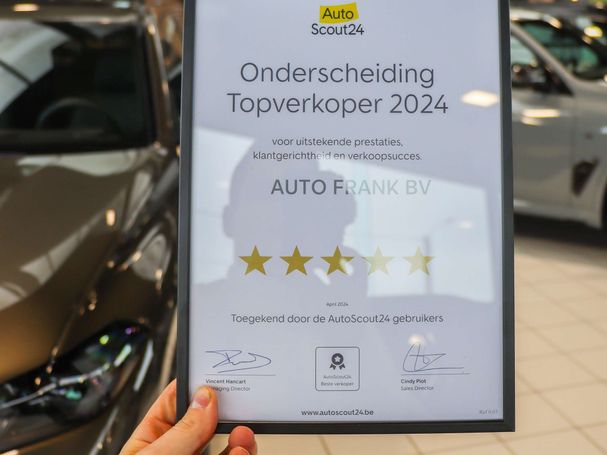 Auto
Scout24
Onderscheiding
Topverkoper 2024
voor uitstekende prestaties,
klantgerichtheid en verkoopsucces.
AUTO FRANK BV
April 2024
Toegekend door de AutoScout24 gebruikers
AutoScout24
Beste verkoper
Vincent Hancart
Director
Cindy Piot
Sales Director
www.autoscout24.be